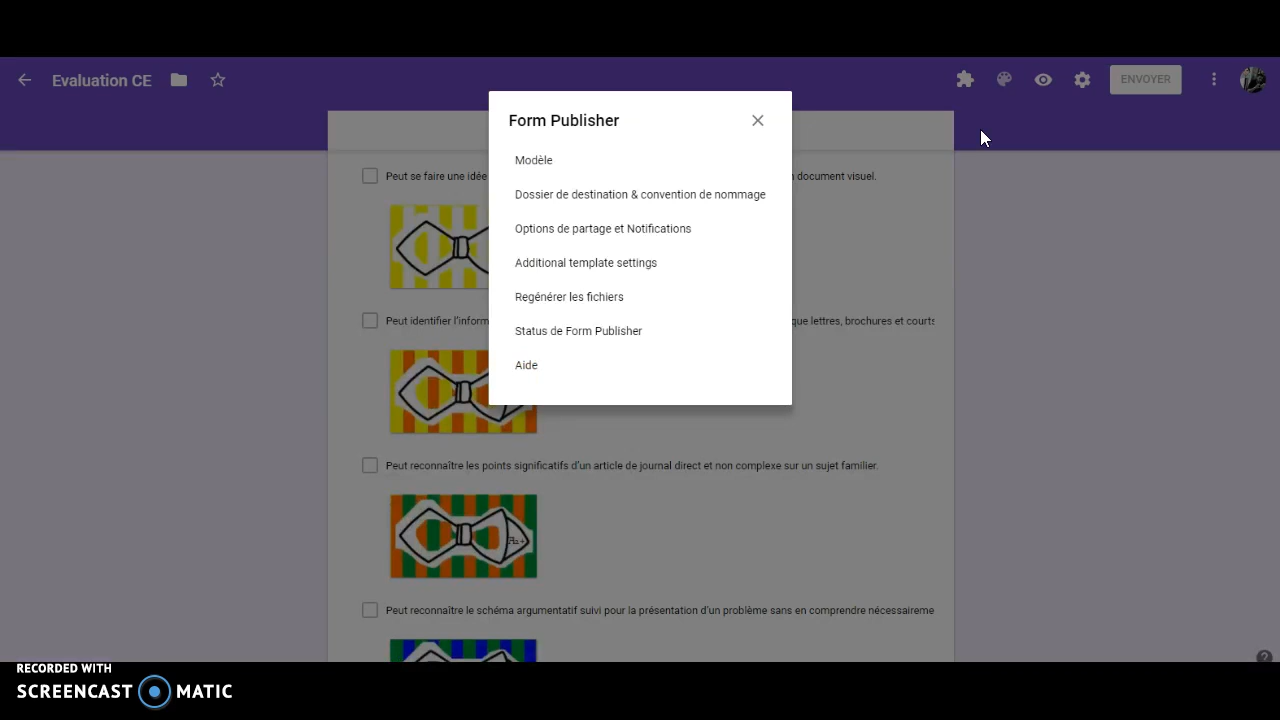 Evaluation CE
ENVOYER
Form Publisher
Modèle
Dossier de destination & convention de nommage
Options de partage et Notifications
Additional template settings
Regénérer les fichiers
Status de Form Publisher
Aide
Peut se faire une idée
n document visuel.
Peut identifier l'inform
que lettres, brochures et courts
Peut reconnaître les points significatifs d'un article de journal direct et non complexe sur un sujet familier.
Peut reconnaître le schéma argumentatif suivi pour la présentation d'un problème sans en comprendre nécessaireme
RECORDED WITH
SCREENCAST MATIC